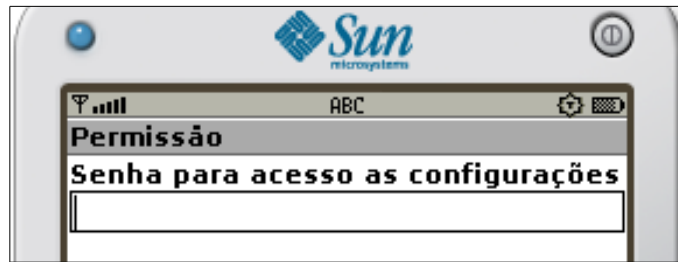 Sun
microsystems
ABC
Permissão
Senha para acesso as configurações